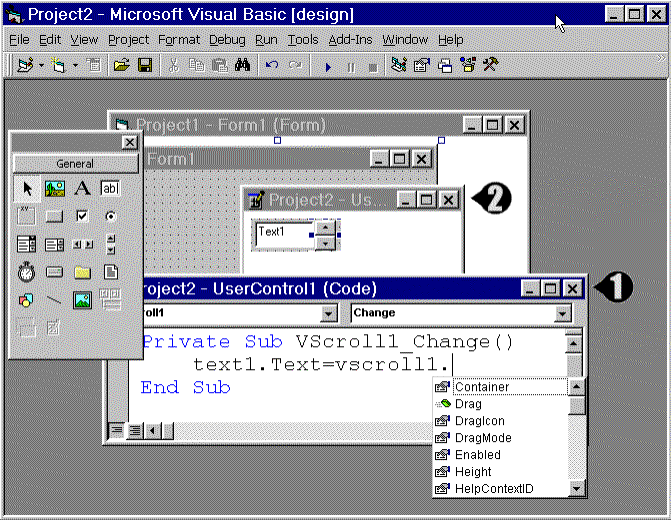 Project2 - Microsoft Visual Basic [design]
File Edit View Project Format Debug Run Tools Add-Ins Window Help
Project1 - Form1 (Form)
General
Form1
A ab|
XY
Project2 - Us...
2
Text1
Project2 - UserControl1 (Code)
1
roll1 Change
Private Sub VScroll1_Change()
text1.Text=vscroll1.
End Sub
Container
Drag
DragIcon
DragMode
Enabled
Height
HelpContextID